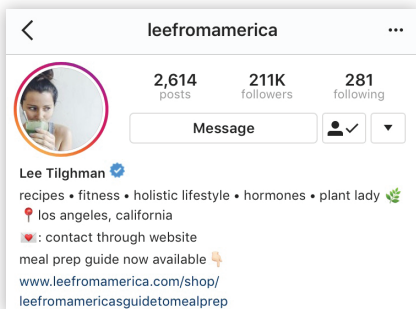 leefromamerica
2,614 211K 281
posts followers following
Message
Lee Tilghman
recipes • fitness • holistic lifestyle • hormones • plant lady 🌿
📍los angeles, california
💌: contact through website
meal prep guide now available 👇🏻
www.leefromamerica.com/shop/
leefromamericasguidetomealprep